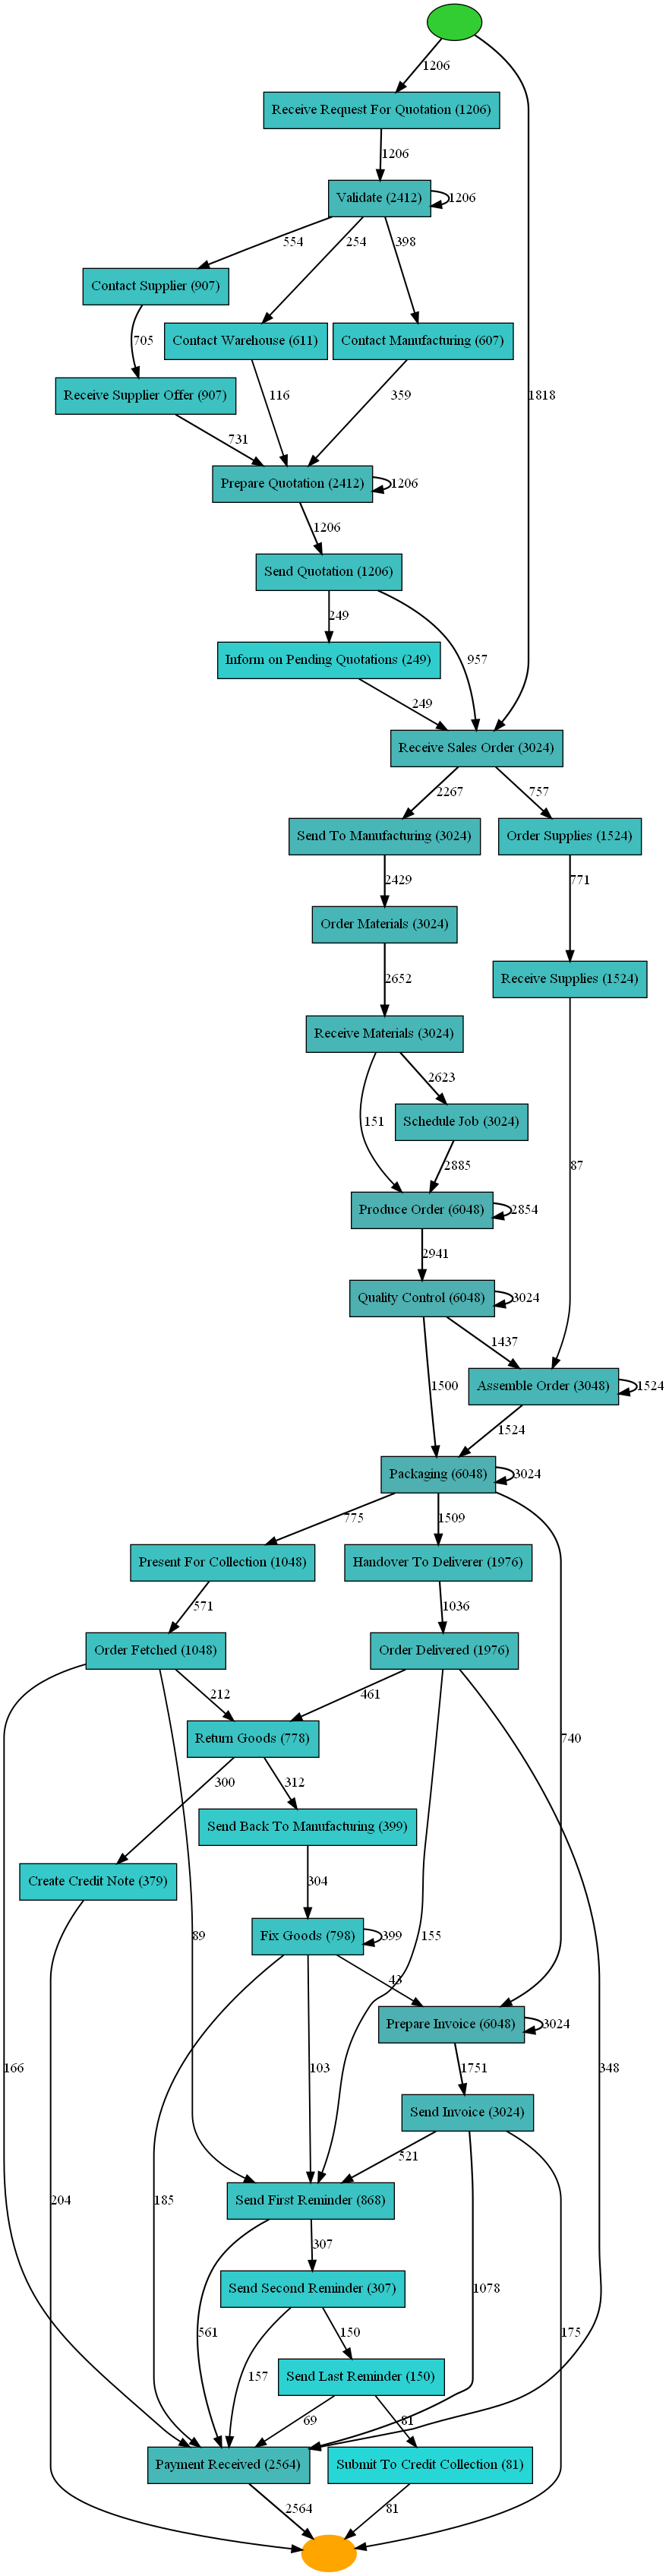 1206
Receive Request For Quotation (1206)
1206
Validate (2412)
1206
554
254
398
Contact Supplier (907)
Contact Warehouse (611)
Contact Manufacturing (607)
705
1818
Receive Supplier Offer (907)
116
359
731
Prepare Quotation (2412)
1206
1206
Send Quotation (1206)
249
Inform on Pending Quotations (249)
957
249
Receive Sales Order (3024)
2267
757
Send To Manufacturing (3024)
Order Supplies (1524)
2429
771
Order Materials (3024)
2652
Receive Supplies (1524)
Receive Materials (3024)
2623
151
Schedule Job (3024)
2885
87
Produce Order (6048)
2854
2941
Quality Control (6048)
3024
1437
1500
Assemble Order (3048)
1524
1524
Packaging (6048)
3024
775
1509
Present For Collection (1048)
Handover To Deliverer (1976)
571
1036
Order Fetched (1048)
Order Delivered (1976)
212
461
Return Goods (778)
740
300
312
Send Back To Manufacturing (399)
Create Credit Note (379)
304
89
Fix Goods (798)
399
155
43
Prepare Invoice (6048)
3024
166
103
1751
348
Send Invoice (3024)
521
204
185
Send First Reminder (868)
307
Send Second Reminder (307)
1078
561
150
175
157
Send Last Reminder (150)
69
81
Payment Received (2564)
Submit To Credit Collection (81)
2564
81